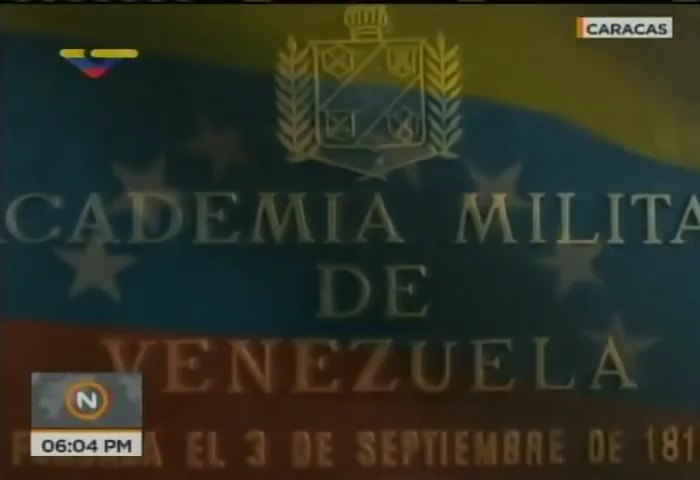 CARACAS
ACADEMIA MILITA
DE
VENEZUELA
FUNDADA EL 3 DE SEPTIEMBRE DE 181
N
06:04 PM